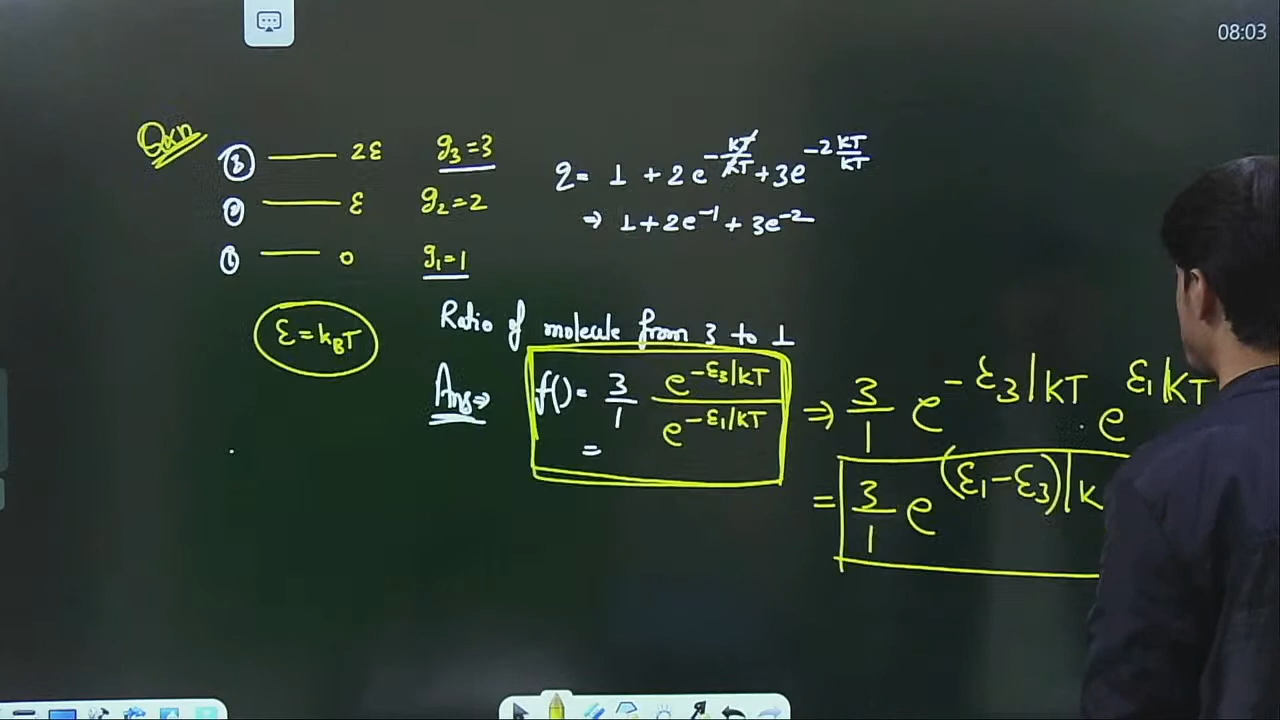 08:03
Qsn
③ 2ε g₃=3
ε g₂=2
① 0 g₁=1
q = 1 + 2e^(-KT/KT) + 3e^(-2KT/KT)
⇒ 1+2e⁻¹ + 3e⁻²
ε = k_BT
Ratio of molecule from 3 to 1
Ans⇒ f() = 3/1 e^(-ε₃/KT) / e^(-ε₁/KT) ⇒ 3/1 e^(-ε₃/KT) . e^(ε₁/KT)
=
= 3/1 e^((ε₁-ε₃)/k